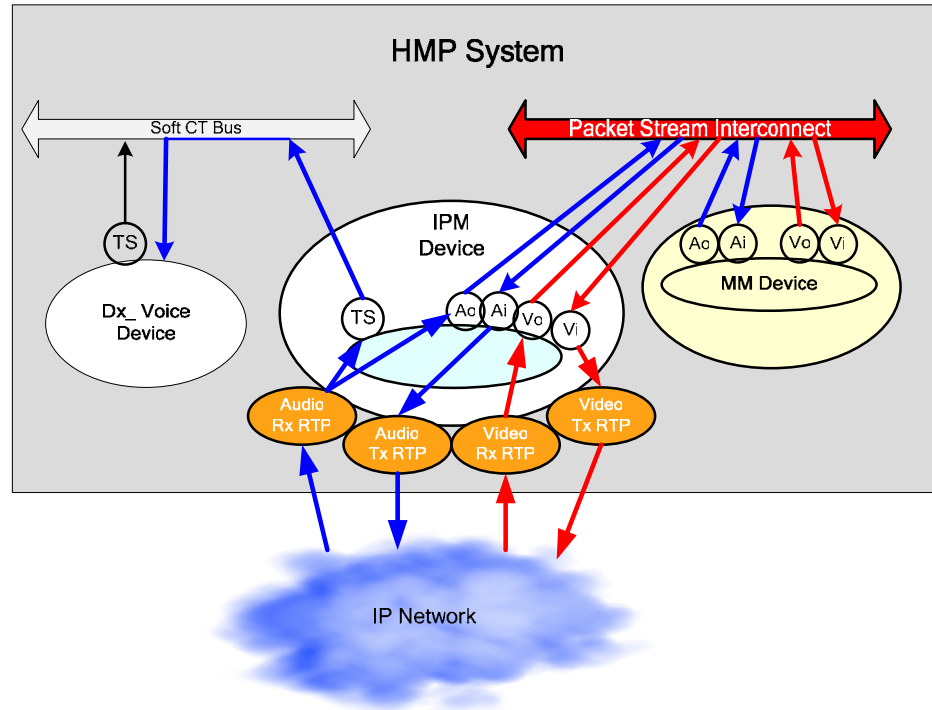 HMP System
Soft CT Bus
Packet Stream Interconnect
TS
Dx_ Voice
Device
IPM
Device
TS
Ao
Ai
Vo
Vi
Ao
Ai
Vo
Vi
MM Device
Audio
Rx RTP
Audio
Tx RTP
Video
Rx RTP
Video
Tx RTP
IP Network